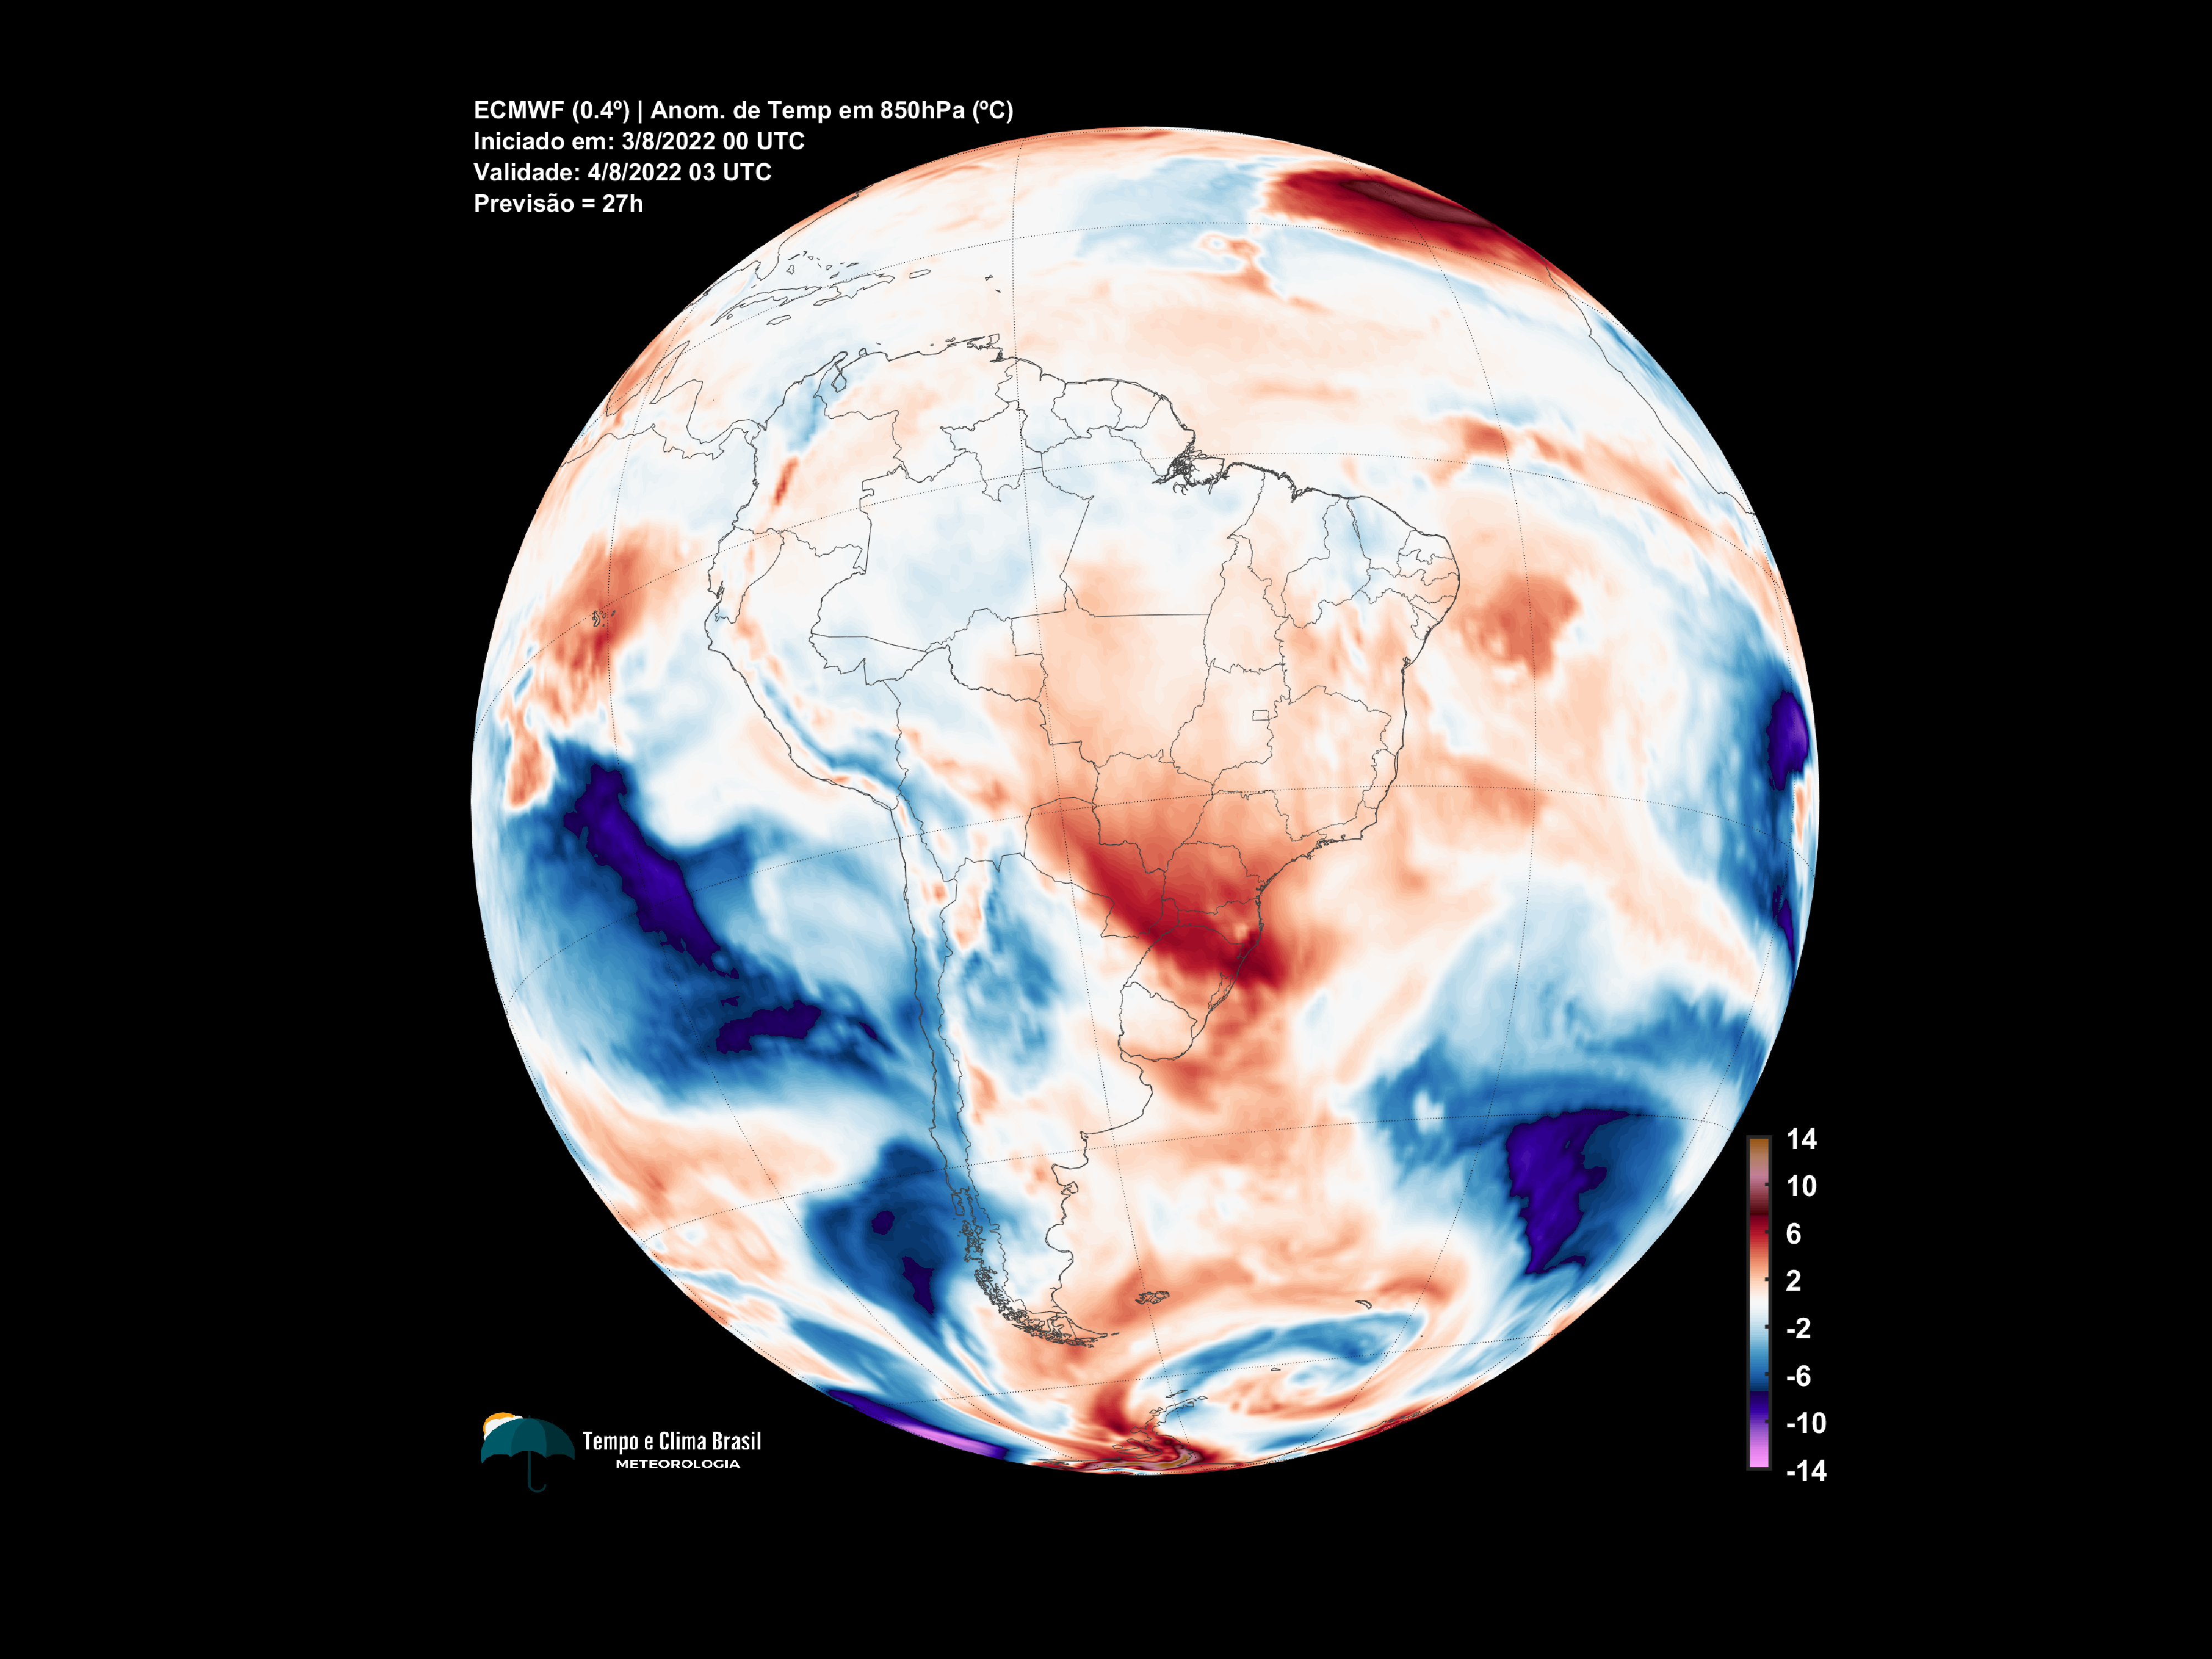 ECMWF (0.4º) | Anom. de Temp em 850hPa (ºC)
Iniciado em: 3/8/2022 00 UTC
Validade: 4/8/2022 03 UTC
Previsão = 27h
14
10
6
2
-2
-6
-10
-14
Tempo e Clima Brasil
METEOROLOGIA